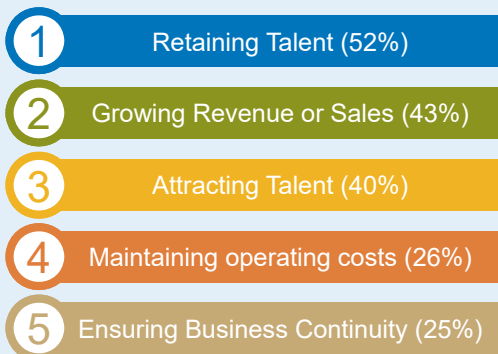 1 Retaining Talent (52%)
2 Growing Revenue or Sales (43%)
3 Attracting Talent (40%)
4 Maintaining operating costs (26%)
5 Ensuring Business Continuity (25%)